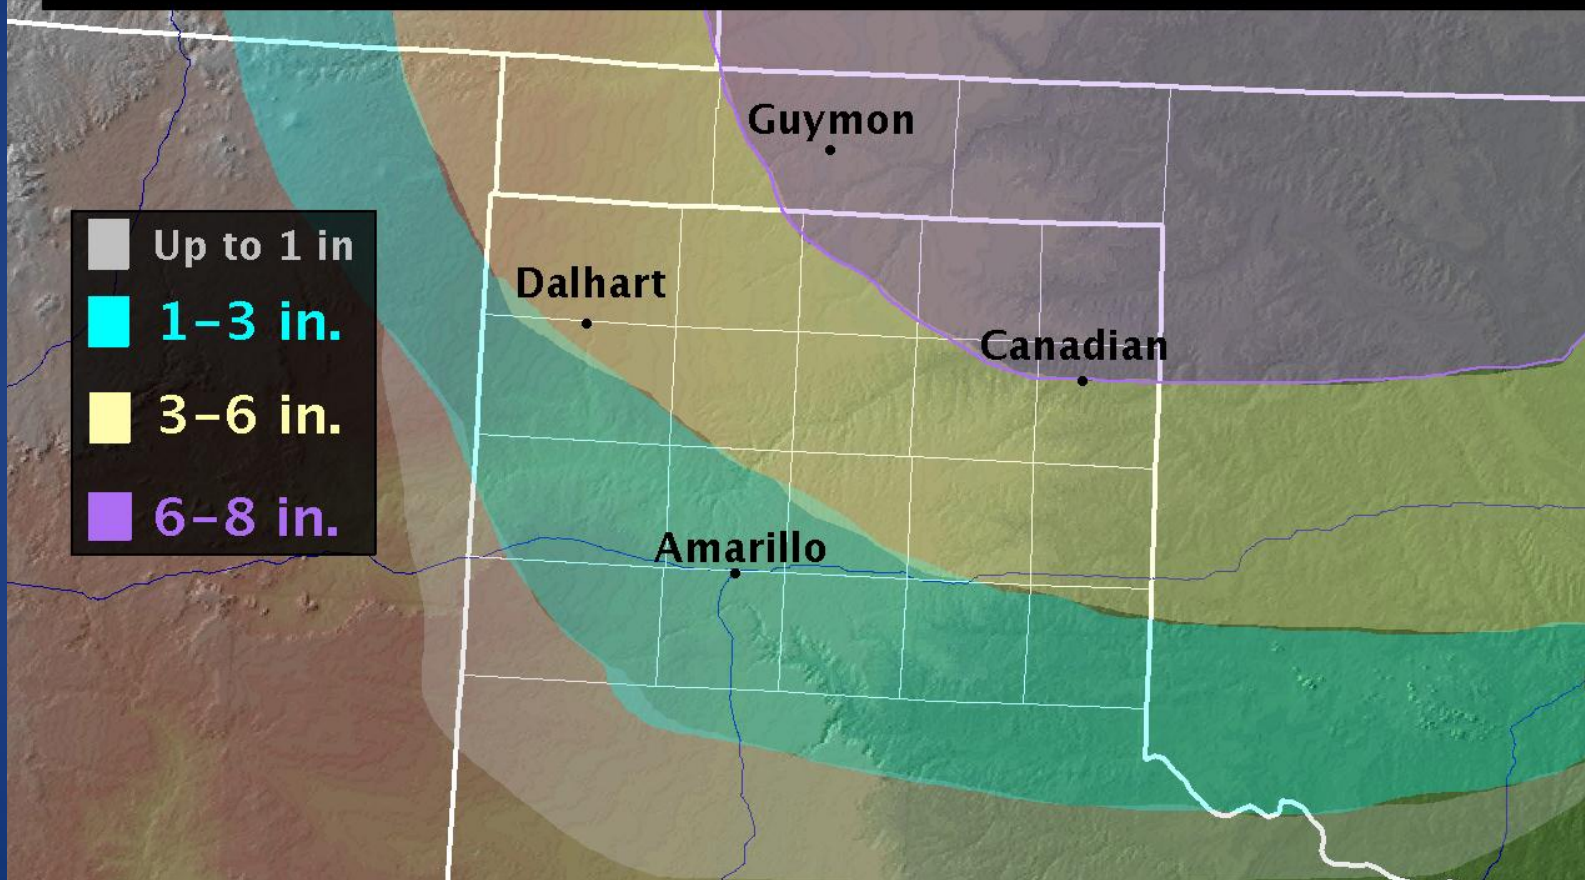 Guymon
Up to 1 in
Dalhart
1-3 in.
Canadian
3-6 in.
6-8 in.
Amarillo